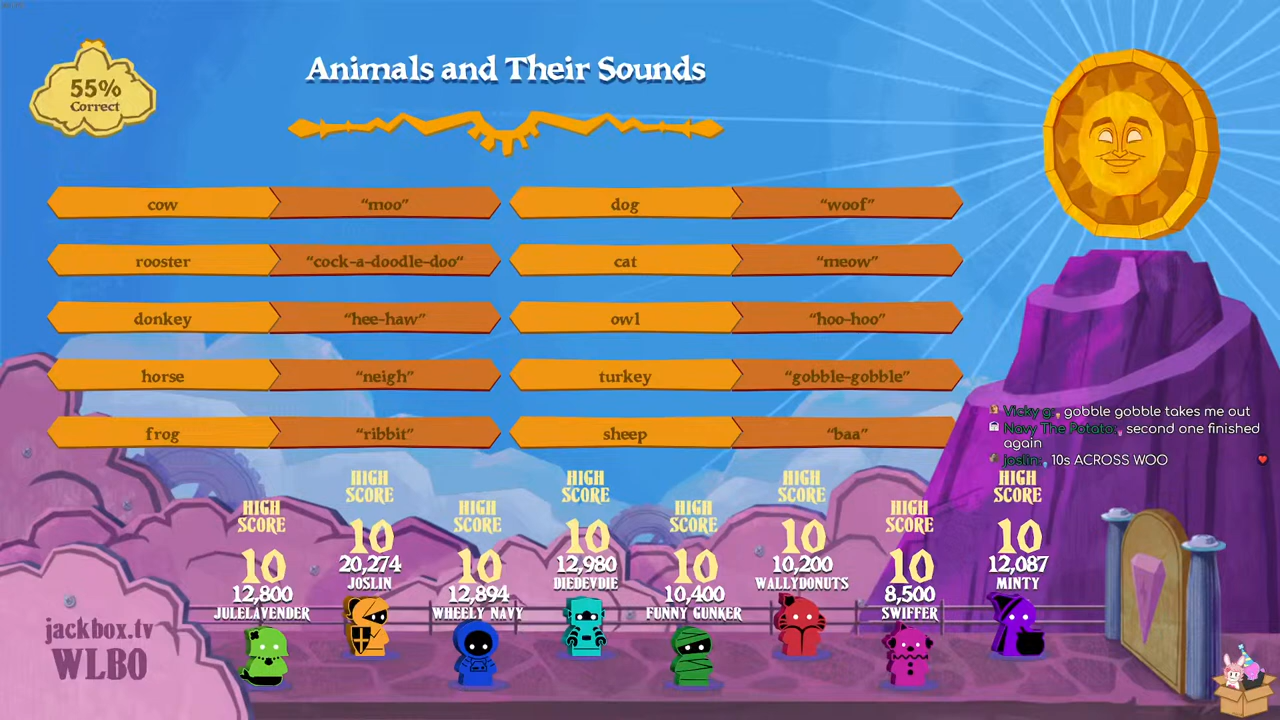 55%
Correct
Animals and Their Sounds
cow "moo" dog "woof"
rooster "cock-a-doodle-doo" cat "meow"
donkey "hee-haw" owl "hoo-hoo"
horse "neigh" turkey "gobble-gobble"
frog "ribbit" sheep "baa"
Vicky g: gobble gobble takes me out
Navy The Potato: second one finished
again
joslin: 10s ACROSS WOO
HIGH
SCORE
10
12,800
JULELAVENDER
HIGH
SCORE
10
20,274
JOSLIN
HIGH
SCORE
10
12,894
WHEELY NAVY
HIGH
SCORE
10
12,980
DIEDEVDIE
HIGH
SCORE
10
10,400
FUNNY GUNKER
HIGH
SCORE
10
10,200
WALLYDONUTS
HIGH
SCORE
10
8,500
SWIFFER
HIGH
SCORE
10
12,087
MINTY
jackbox.tv
WLBO